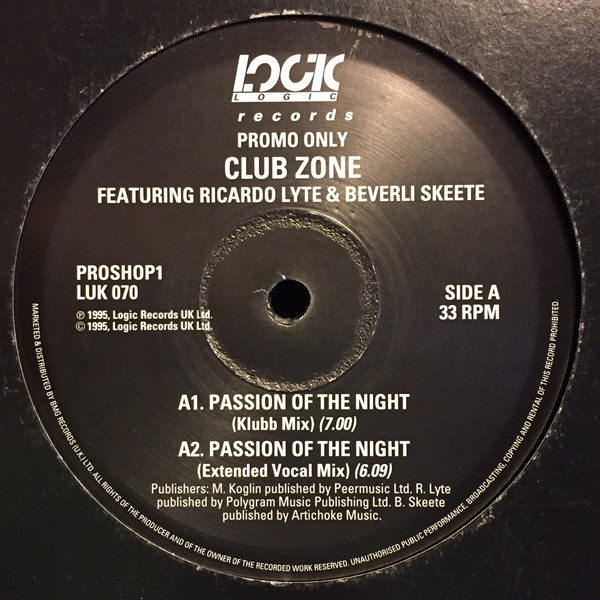 LOGIC
LOGIC
records
PROMO ONLY
CLUB ZONE
FEATURING RICARDO LYTE & BEVERLI SKEETE
PROSHOP1
LUK 070
℗ 1995, Logic Records UK Ltd.
© 1995, Logic Records UK Ltd.
SIDE A
33 RPM
A1. PASSION OF THE NIGHT
(Klubb Mix) (7.00)
A2. PASSION OF THE NIGHT
(Extended Vocal Mix) (6.09)
Publishers: M. Koglin published by Peermusic Ltd. R. Lyte
published by Polygram Music Publishing Ltd. B. Skeete
published by Artichoke Music.
MARKETED & DISTRIBUTED BY BMG RECORDS (U.K.) LTD. ALL RIGHTS OF THE PRODUCER AND OF THE OWNER OF THE RECORDED WORK RESERVED. UNAUTHORISED PUBLIC PERFORMANCE, BROADCASTING, COPYING AND RENTAL OF THIS RECORD PROHIBITED.